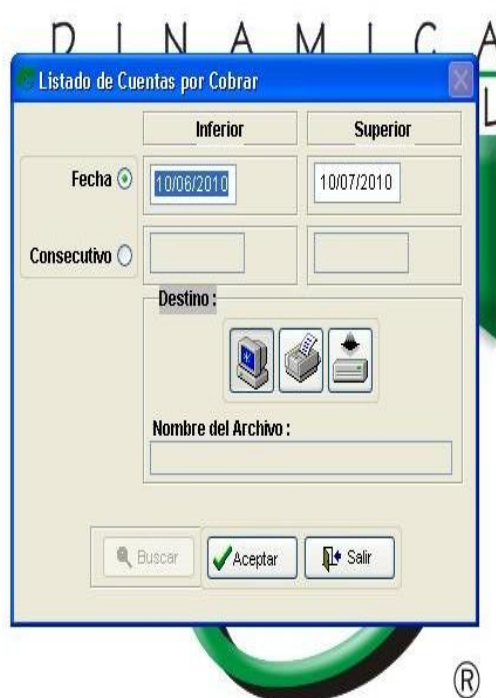 D I N A M I C A
L
Listado de Cuentas por Cobrar
Inferior Superior
Fecha 10/06/2010 10/07/2010
Consecutivo
Destino :
Nombre del Archivo :
Buscar Aceptar Salir
®